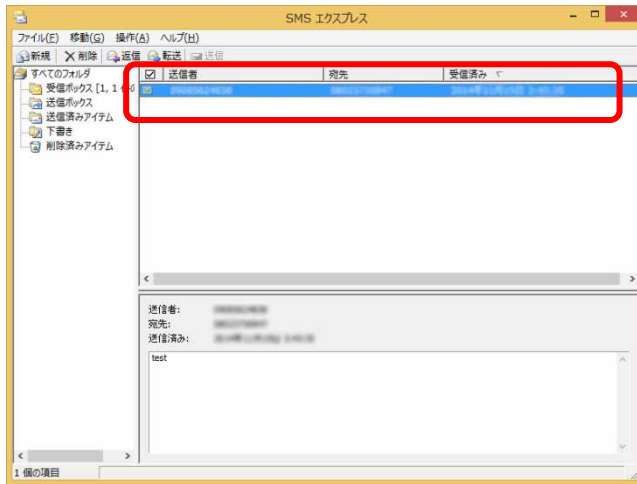 SMS エクスプレス
ファイル(F) 移動(G) 操作(A) ヘルプ(H)
新規 削除 返信 転送 送信
すべてのフォルダ
受信ボックス [1, 1
送信ボックス
送信済みアイテム
下書き
削除済みアイテム
送信者 宛先 受信済み
送信者:
宛先:
送信済み:
test
1 個の項目